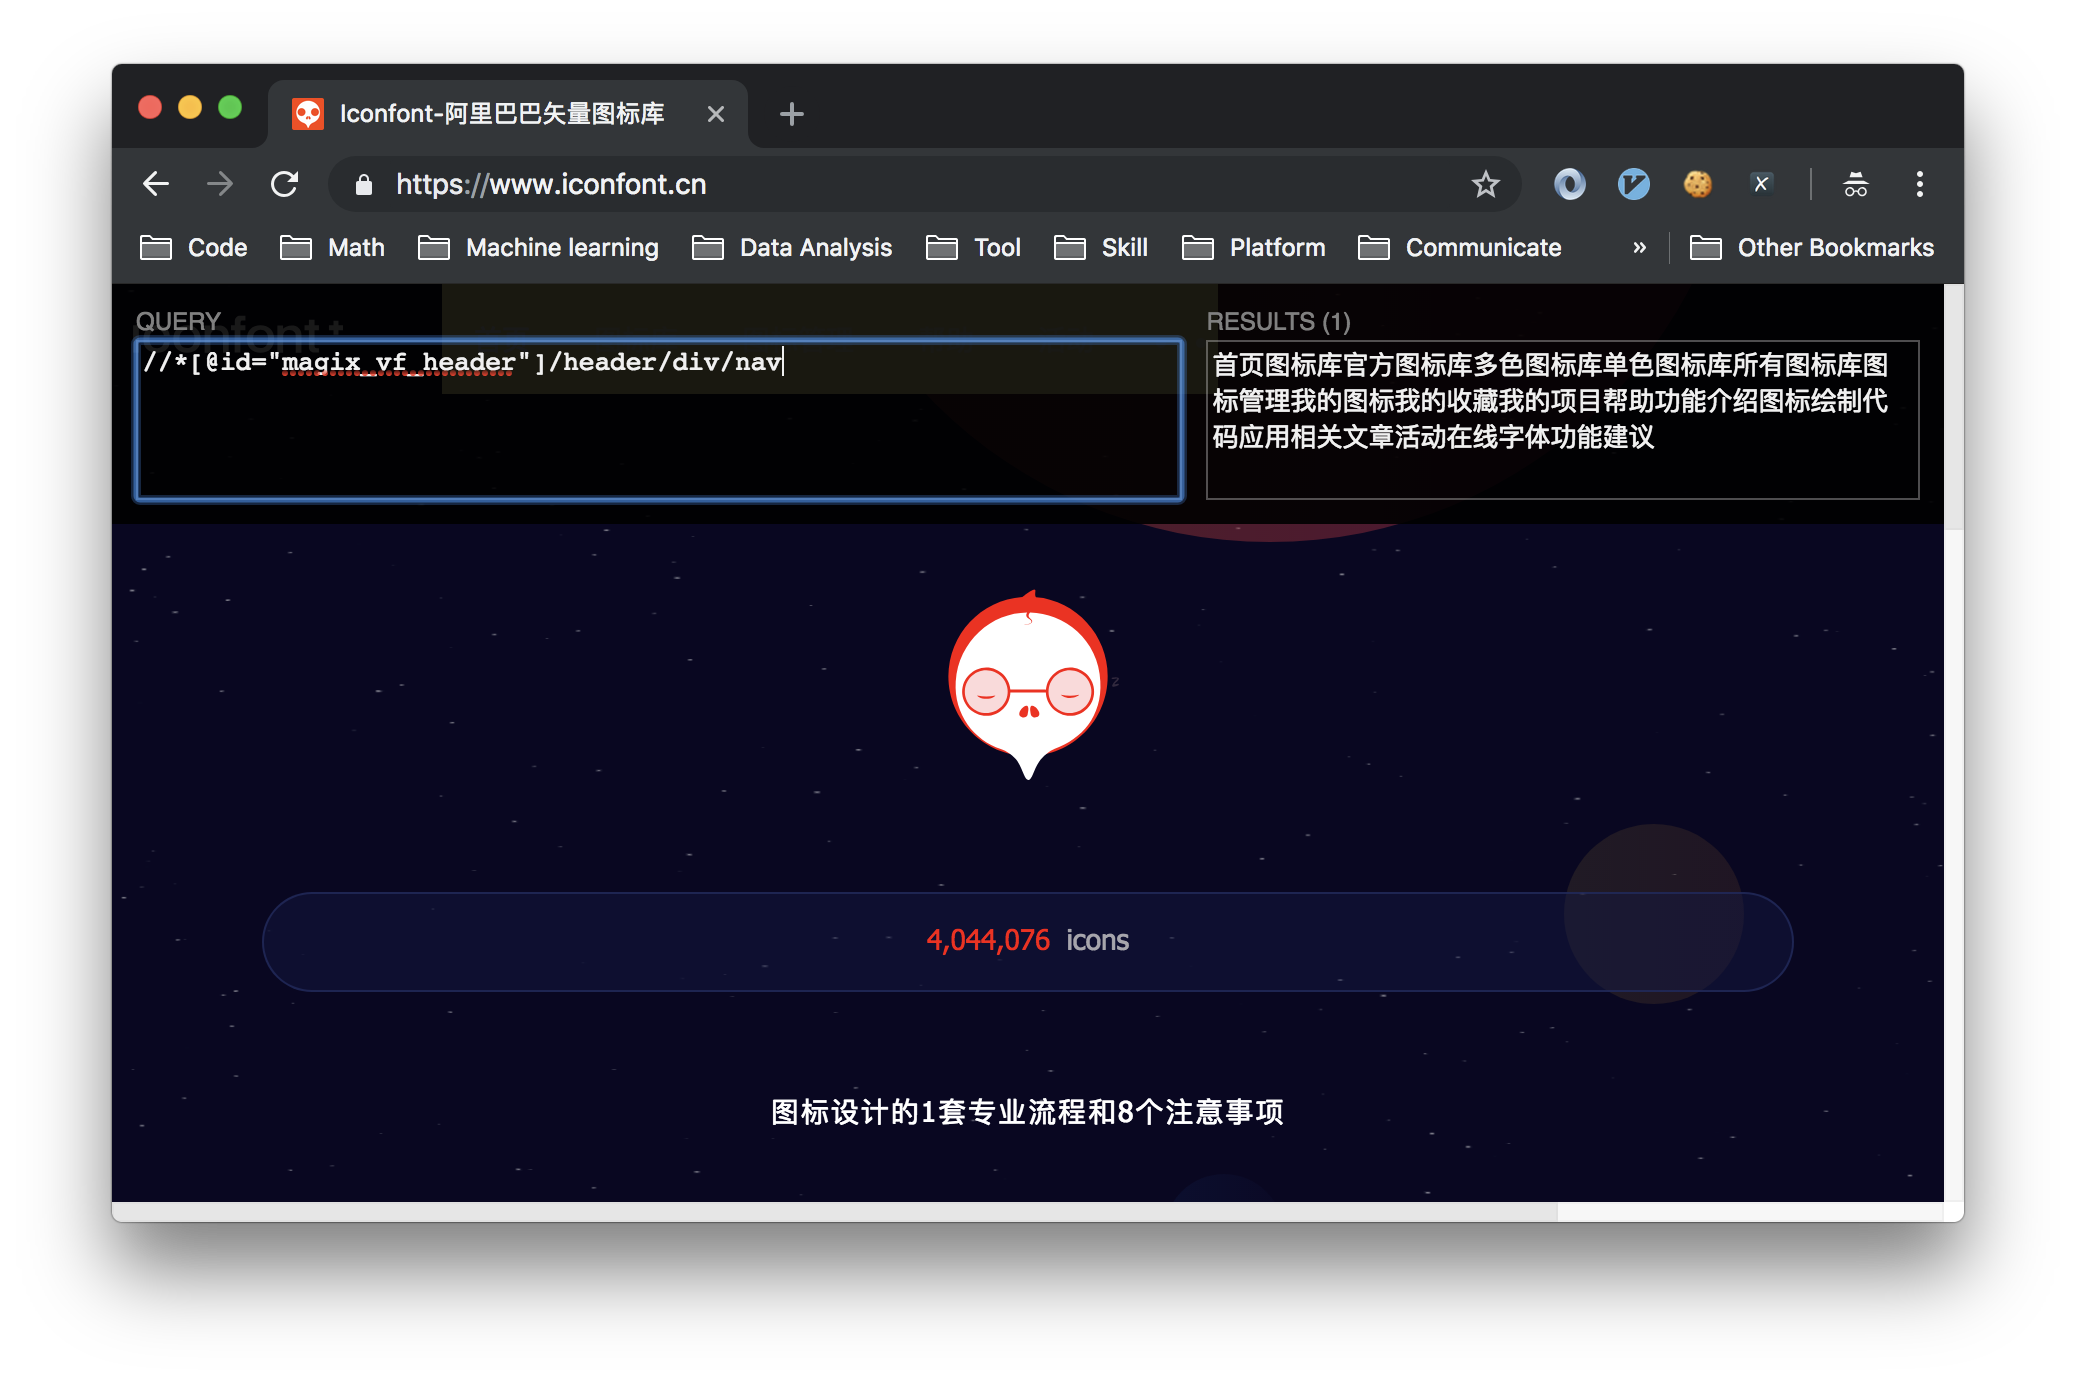 Iconfont-阿里巴巴矢量图标库
https://www.iconfont.cn
Code Math Machine learning Data Analysis Tool Skill Platform Communicate » Other Bookmarks
QUERY
//*[@id="magix_vf_header"]/header/div/nav
RESULTS (1)
首页图标库官方图标库多色图标库单色图标库所有图标库图
标管理我的图标我的收藏我的项目帮助功能介绍图标绘制代
码应用相关文章活动在线字体功能建议
4,044,076 icons
图标设计的1套专业流程和8个注意事项